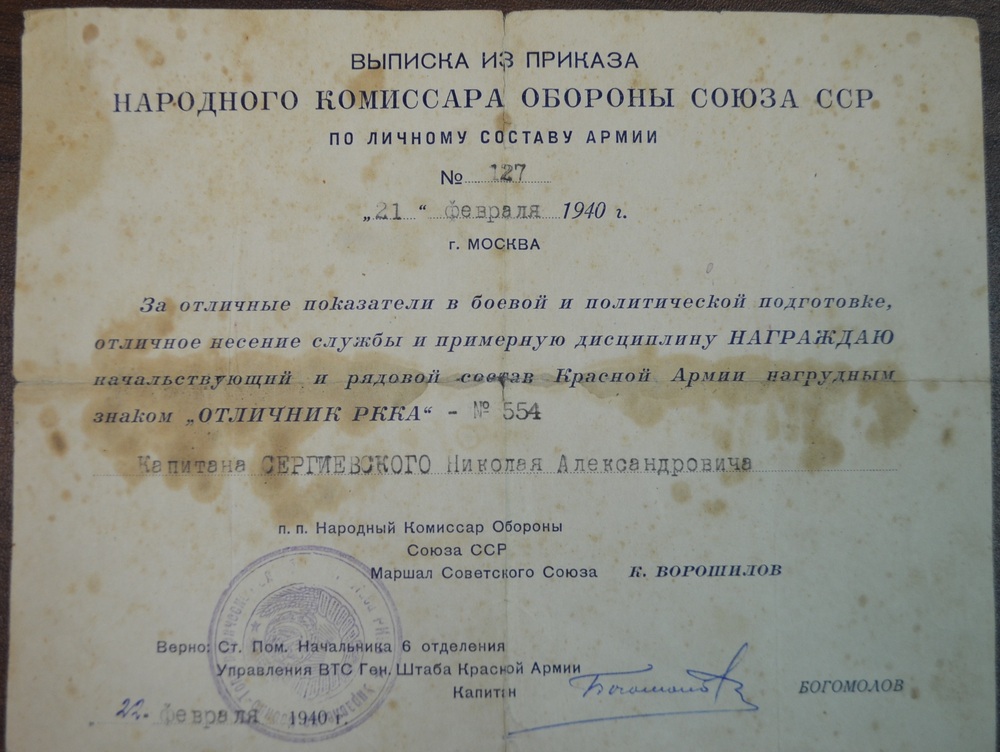 ВЫПИСКА ИЗ ПРИКАЗА
НАРОДНОГО КОМИССАРА ОБОРОНЫ СОЮЗА ССР
ПО ЛИЧНОМУ СОСТАВУ АРМИИ
№ 127
„21“ февраля 1940 г.
г. МОСКВА
За отличные показатели в боевой и политической подготовке,
отличное несение службы и примерную дисциплину НАГРАЖДАЮ
начальствующий и рядовой состав Красной Армии нагрудным
знаком „ОТЛИЧНИК РККА“ - № 554
Капитана СЕРГИЕВСКОГО Николая Александровича
п. п. Народный Комиссар Обороны
Союза ССР
Маршал Советского Союза К. ВОРОШИЛОВ
Верно: Ст. Пом. Начальника 6 отделения
Управления ВТС Ген. Штаба Красной Армии
Капитан Богомолов БОГОМОЛОВ
22. февраля 1940 г.